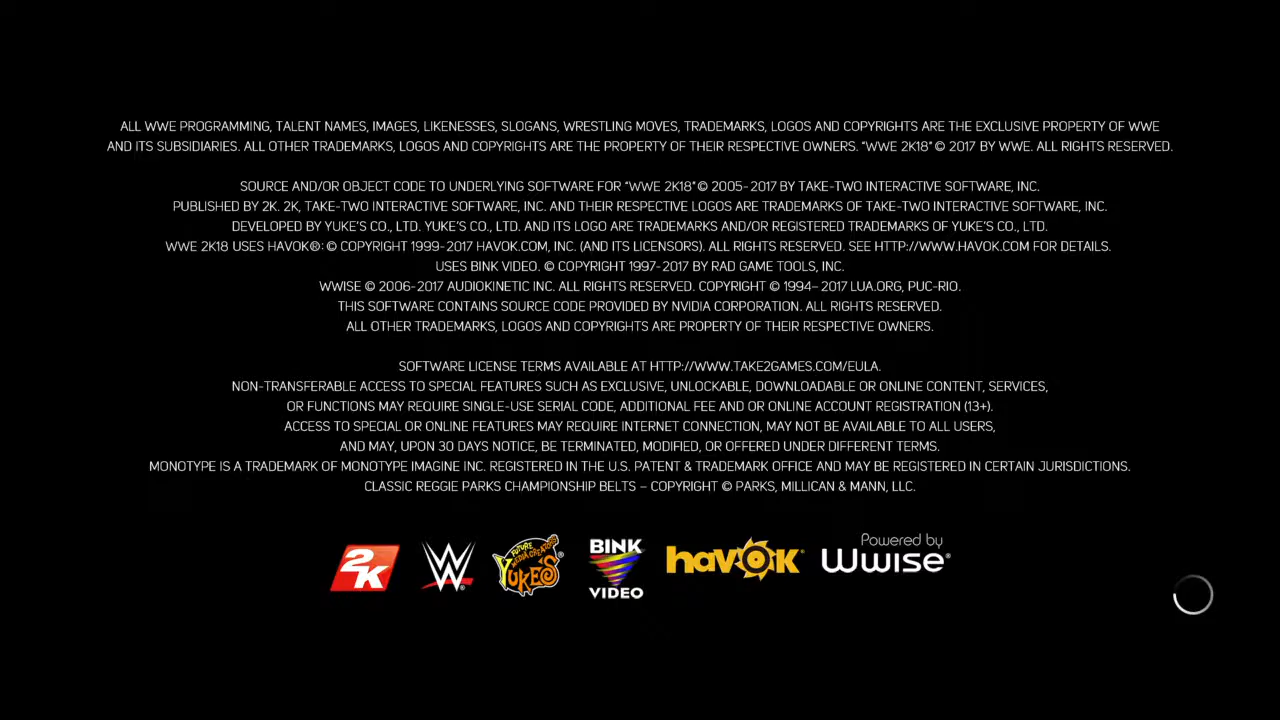 ALL WWE PROGRAMMING, TALENT NAMES, IMAGES, LIKENESSES, SLOGANS, WRESTLING MOVES, TRADEMARKS, LOGOS AND COPYRIGHTS ARE THE EXCLUSIVE PROPERTY OF WWE
AND ITS SUBSIDIARIES. ALL OTHER TRADEMARKS, LOGOS AND COPYRIGHTS ARE THE PROPERTY OF THEIR RESPECTIVE OWNERS. “WWE 2K18” © 2017 BY WWE. ALL RIGHTS RESERVED.
SOURCE AND/OR OBJECT CODE TO UNDERLYING SOFTWARE FOR “WWE 2K18” © 2005-2017 BY TAKE-TWO INTERACTIVE SOFTWARE, INC.
PUBLISHED BY 2K. 2K, TAKE-TWO INTERACTIVE SOFTWARE, INC. AND THEIR RESPECTIVE LOGOS ARE TRADEMARKS OF TAKE-TWO INTERACTIVE SOFTWARE, INC.
DEVELOPED BY YUKE’S CO., LTD. YUKE’S CO., LTD. AND ITS LOGO ARE TRADEMARKS AND/OR REGISTERED TRADEMARKS OF YUKE’S CO., LTD.
WWE 2K18 USES HAVOK®: © COPYRIGHT 1999-2017 HAVOK.COM, INC. (AND ITS LICENSORS). ALL RIGHTS RESERVED. SEE HTTP://WWW.HAVOK.COM FOR DETAILS.
USES BINK VIDEO. © COPYRIGHT 1997-2017 BY RAD GAME TOOLS, INC.
WWISE © 2006-2017 AUDIOKINETIC INC. ALL RIGHTS RESERVED. COPYRIGHT © 1994– 2017 LUA.ORG, PUC-RIO.
THIS SOFTWARE CONTAINS SOURCE CODE PROVIDED BY NVIDIA CORPORATION. ALL RIGHTS RESERVED.
ALL OTHER TRADEMARKS, LOGOS AND COPYRIGHTS ARE PROPERTY OF THEIR RESPECTIVE OWNERS.
SOFTWARE LICENSE TERMS AVAILABLE AT HTTP://WWW.TAKE2GAMES.COM/EULA.
NON-TRANSFERABLE ACCESS TO SPECIAL FEATURES SUCH AS EXCLUSIVE, UNLOCKABLE, DOWNLOADABLE OR ONLINE CONTENT, SERVICES,
OR FUNCTIONS MAY REQUIRE SINGLE-USE SERIAL CODE, ADDITIONAL FEE AND OR ONLINE ACCOUNT REGISTRATION (13+).
ACCESS TO SPECIAL OR ONLINE FEATURES MAY REQUIRE INTERNET CONNECTION, MAY NOT BE AVAILABLE TO ALL USERS,
AND MAY, UPON 30 DAYS NOTICE, BE TERMINATED, MODIFIED, OR OFFERED UNDER DIFFERENT TERMS.
MONOTYPE IS A TRADEMARK OF MONOTYPE IMAGINE INC. REGISTERED IN THE U.S. PATENT & TRADEMARK OFFICE AND MAY BE REGISTERED IN CERTAIN JURISDICTIONS.
CLASSIC REGGIE PARKS CHAMPIONSHIP BELTS – COPYRIGHT © PARKS, MILLICAN & MANN, LLC.
2K
W ®
FUTURE MEDIA CREATORS YUKE'S ®
BINK VIDEO
havok®
Powered by
Wwise®